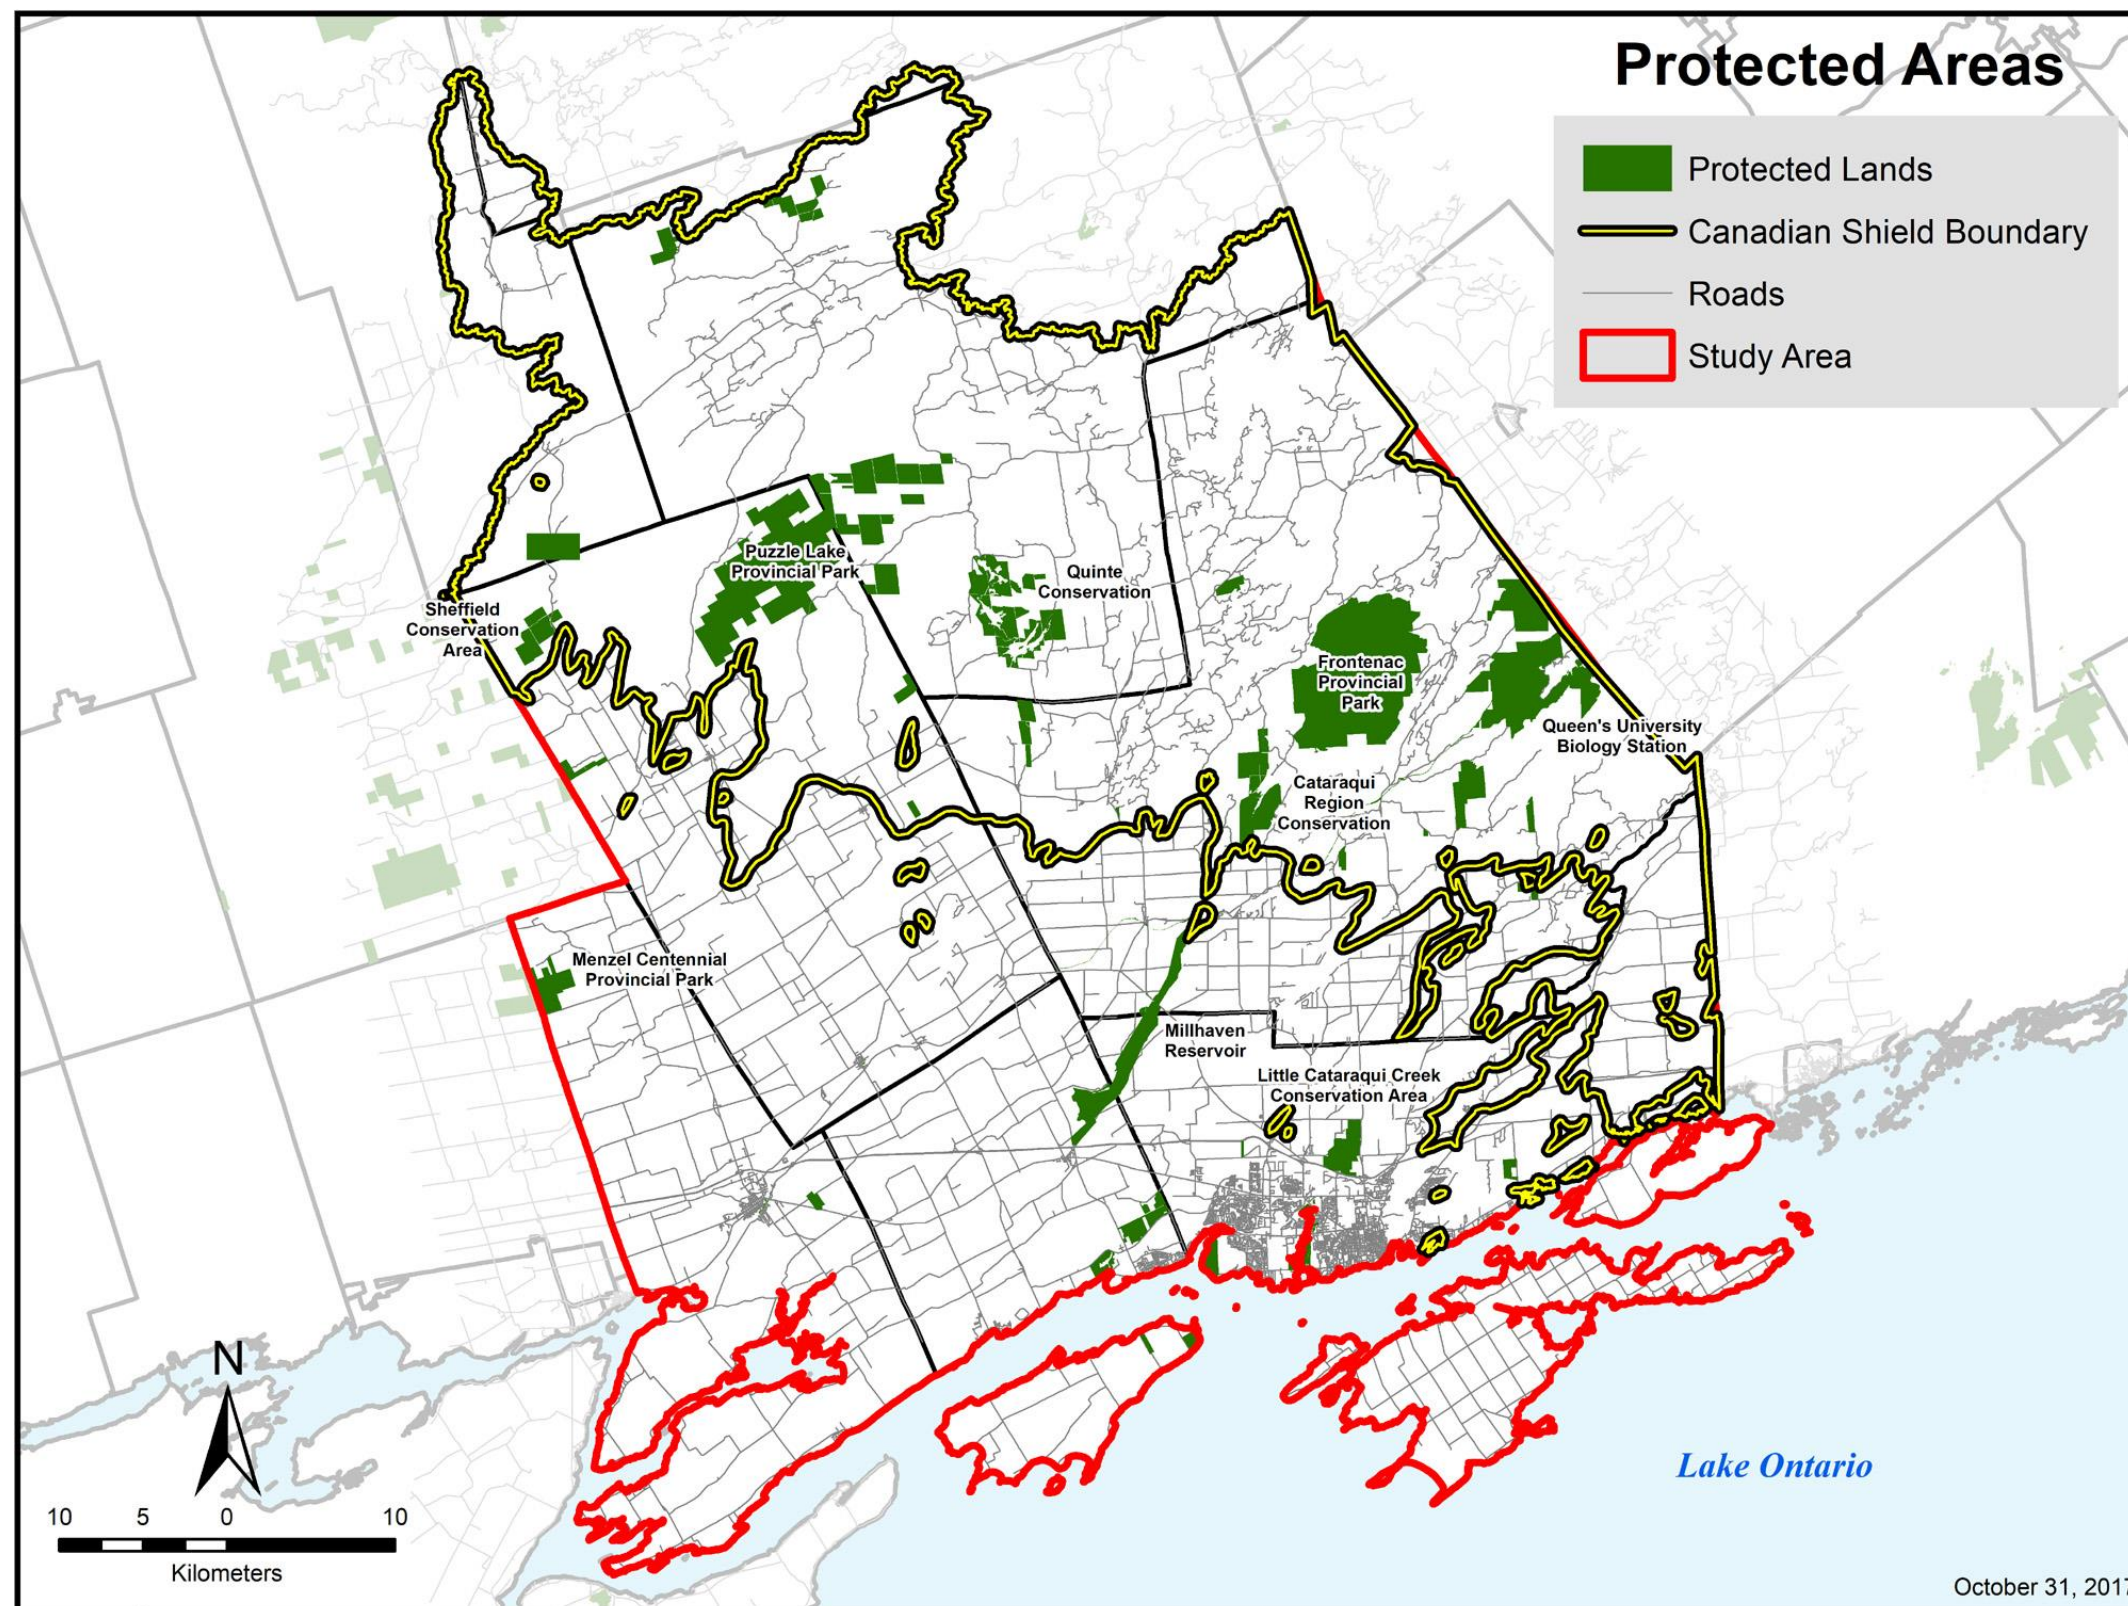 Protected Areas
Protected Lands
Canadian Shield Boundary
Roads
Study Area
Puzzle Lake
Provincial Park
Quinte
Conservation
Sheffield
Conservation
Area
Frontenac
Provincial
Park
Queen's University
Biology Station
Cataraqui
Region
Conservation
Menzel Centennial
Provincial Park
Millhaven
Reservoir
Little Cataraqui Creek
Conservation Area
N
Lake Ontario
10 5 0 10
Kilometers
October 31, 2017